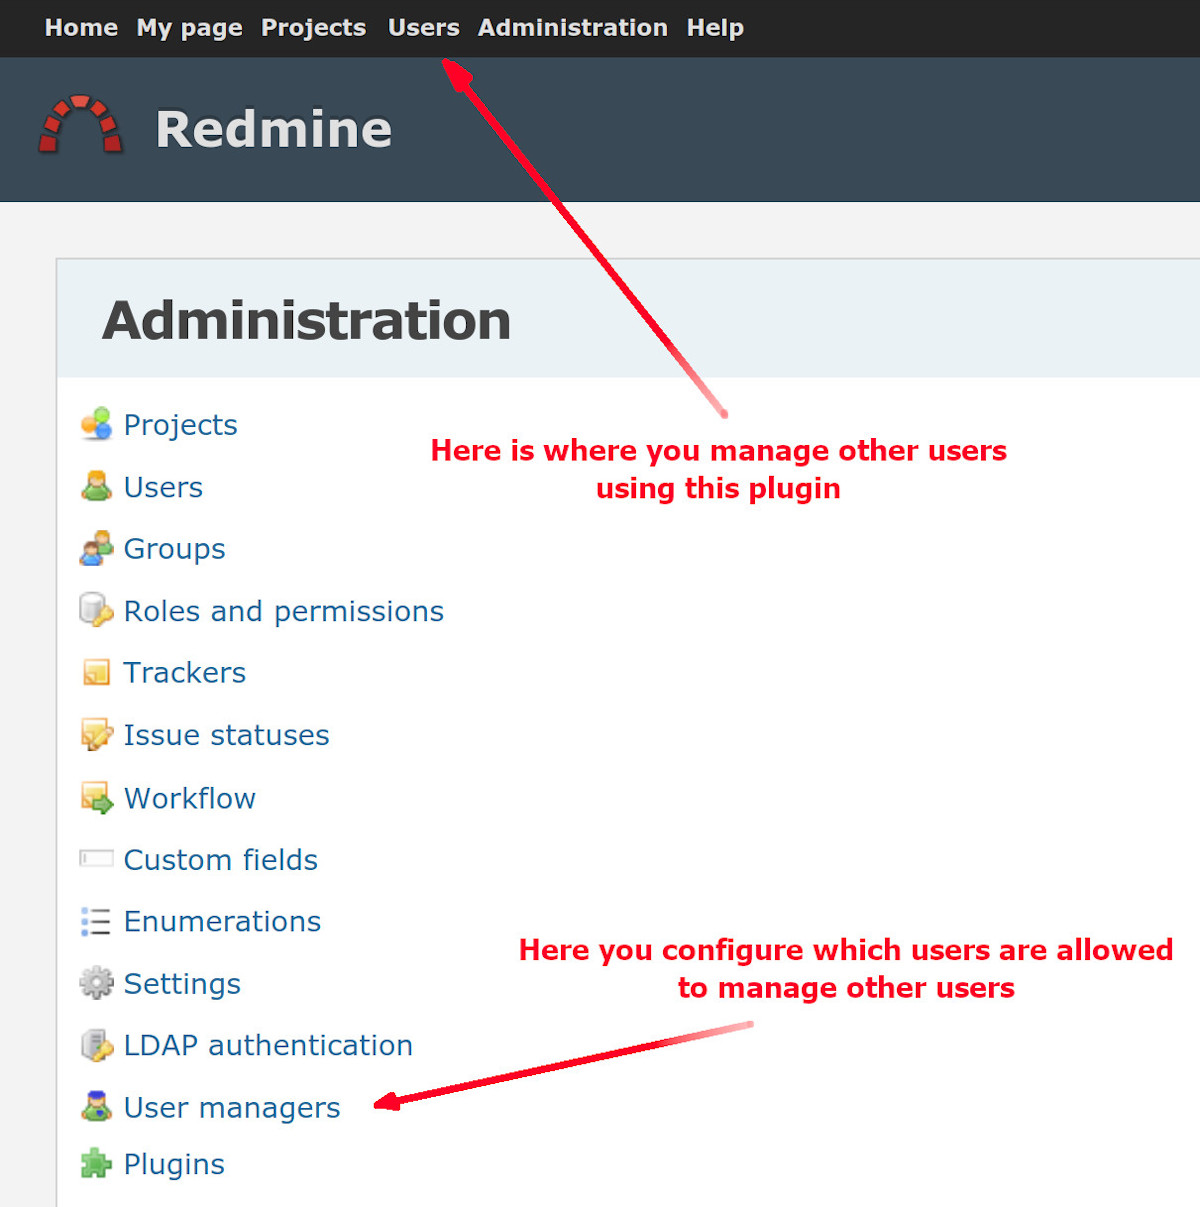 Home My page Projects Users Administration Help
Redmine
Administration
Projects
Here is where you manage other users
using this plugin
Users
Groups
Roles and permissions
Trackers
Issue statuses
Workflow
Custom fields
Enumerations
Here you configure which users are allowed
to manage other users
Settings
LDAP authentication
User managers
Plugins